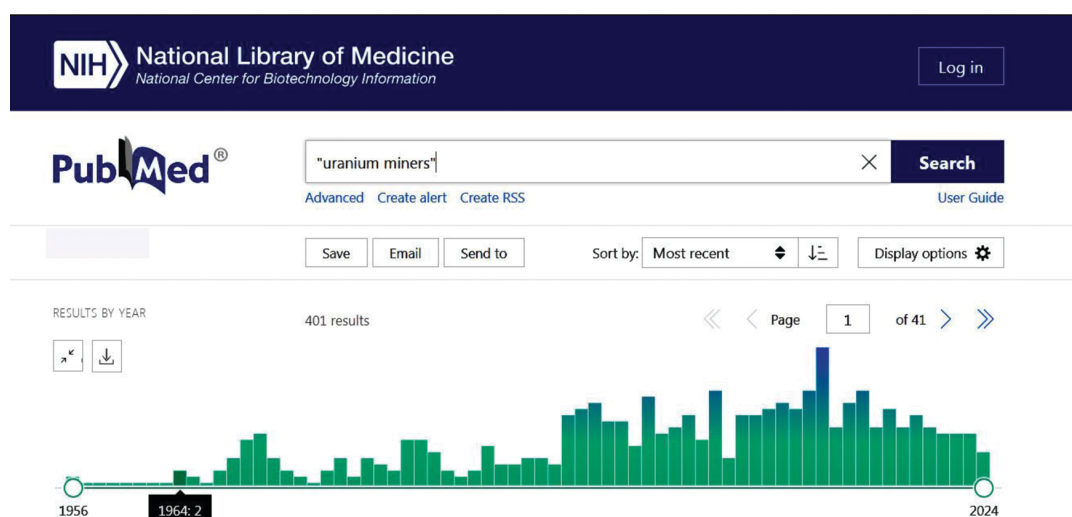 NIH National Library of Medicine
National Center for Biotechnology Information
Log in
PubMed®
"uranium miners"
Search
Advanced Create alert Create RSS
User Guide
Save Email Send to
Sort by: Most recent
Display options
RESULTS BY YEAR
401 results
Page 1 of 41
1956
1964: 2
2024